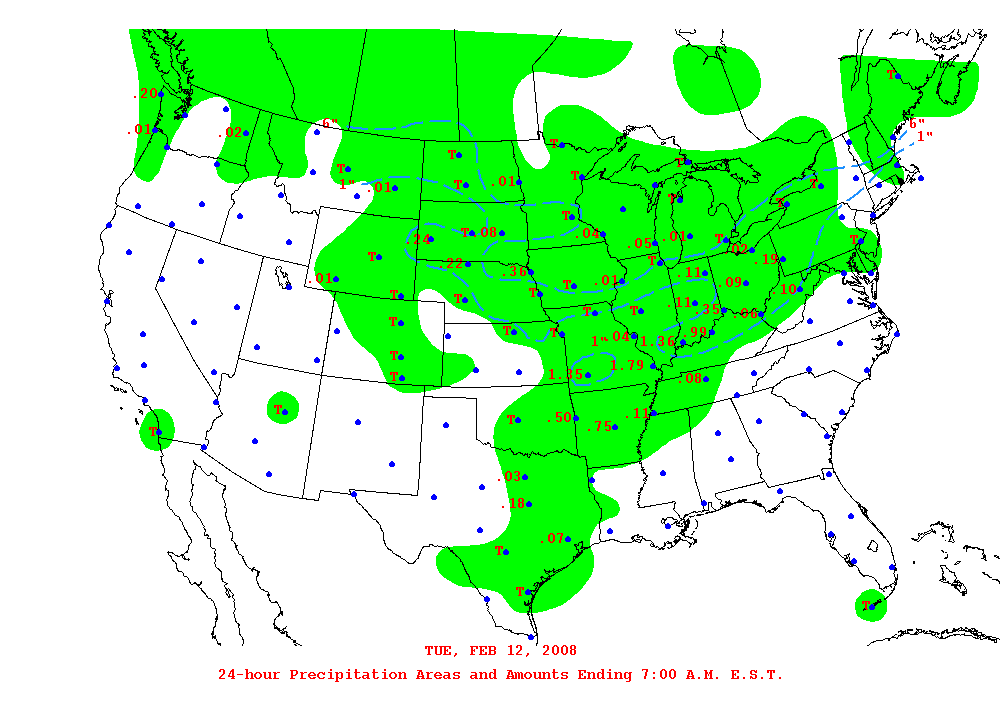 T
.20
6"
6"
.01
.02
1"
T
T
T
T
T
1"
.01
T
.01
T
T
T
T
.24
T
.08
.04
.05
.01
T
.02
T
T
.22
.36
T
.19
.01
T
T
.01
.11
.09
.10
T
T
T
.11
.35
.06
T
T
T
T
1"
.04
1.36
.99
T
T
1.35
1.79
.08
T
T
T
.50
.75
.11
.03
.18
T
.07
T
T
TUE, FEB 12, 2008
24-hour Precipitation Areas and Amounts Ending 7:00 A.M. E.S.T.